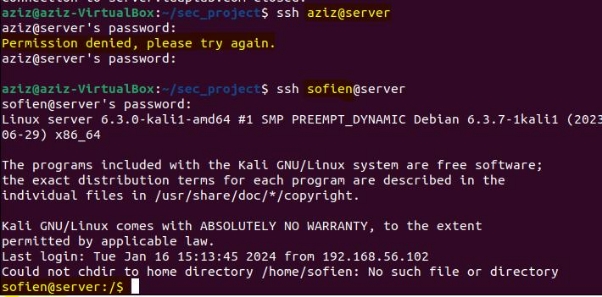 aziz@aziz-VirtualBox:~/sec_project$ ssh aziz@server
aziz@server's password:
Permission denied, please try again.
aziz@server's password:
aziz@aziz-VirtualBox:~/sec_project$ ssh sofien@server
sofien@server's password:
Linux server 6.3.0-kali1-amd64 #1 SMP PREEMPT_DYNAMIC Debian 6.3.7-1kali1 (2023
06-29) x86_64
The programs included with the Kali GNU/Linux system are free software;
the exact distribution terms for each program are described in the
individual files in /usr/share/doc/*/copyright.
Kali GNU/Linux comes with ABSOLUTELY NO WARRANTY, to the extent
permitted by applicable law.
Last login: Tue Jan 16 15:13:45 2024 from 192.168.56.102
Could not chdir to home directory /home/sofien: No such file or directory
sofien@server:/$